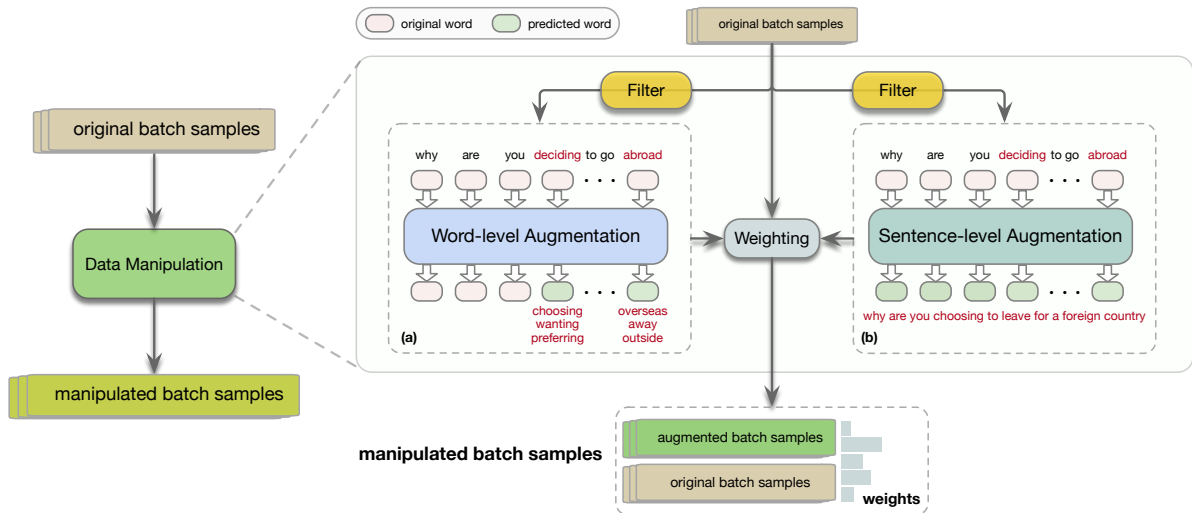 original word
predicted word
original batch samples
Filter
Filter
original batch samples
Data Manipulation
manipulated batch samples
why are you deciding to go · · · abroad
Word-level Augmentation
· · ·
choosing
wanting
preferring
overseas
away
outside
(a)
Weighting
why are you deciding to go · · · abroad
Sentence-level Augmentation
· · ·
why are you choosing to leave for a foreign country
(b)
manipulated batch samples
augmented batch samples
original batch samples
weights